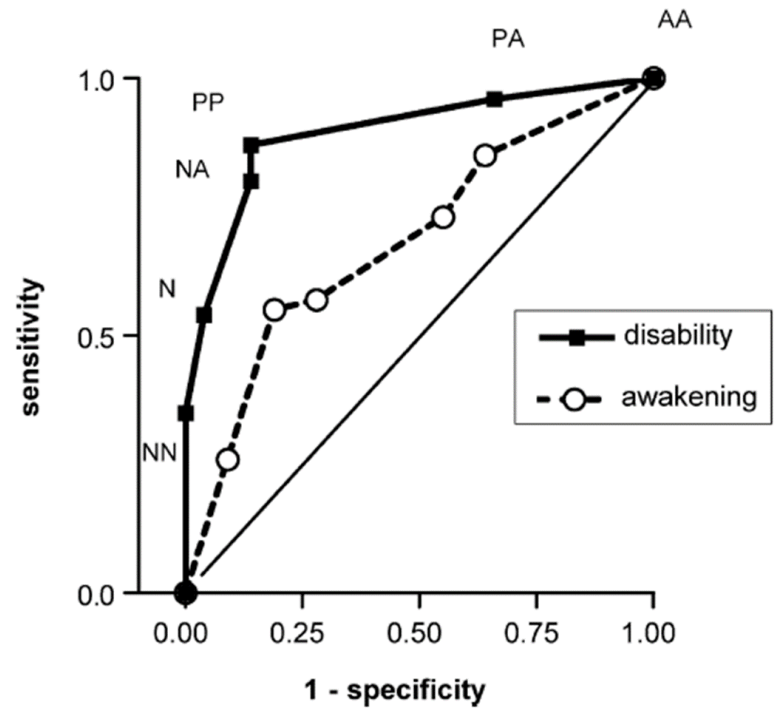 AA
PA
1.0
PP
NA
N
0.5
disability
awakening
NN
0.0
0.00 0.25 0.50 0.75 1.00
sensitivity
1 - specificity